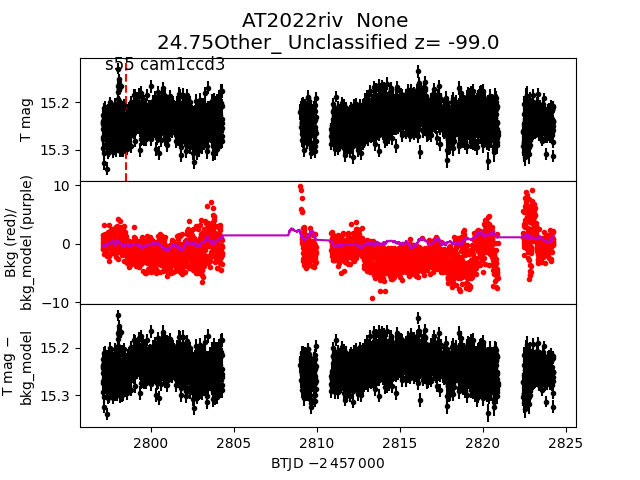 AT2022riv  None
24.75Other_ Unclassified z= -99.0
s55 cam1ccd3
T mag
15.2
15.3
Bkg (red)/
bkg_model (purple)
10
0
−10
T mag −
bkg_model
15.2
15.3
2800
2805
2810
2815
2820
2825
BTJD −2 457 000